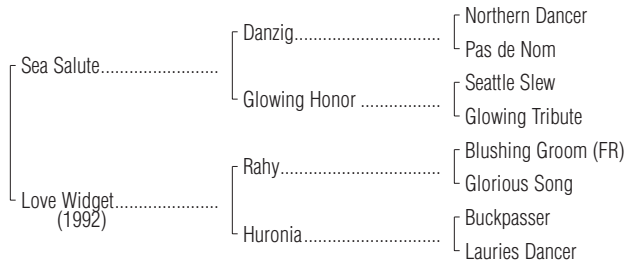 Northern Dancer
Danzig
Pas de Nom
Sea Salute
Seattle Slew
Glowing Honor
Glowing Tribute
Blushing Groom (FR)
Rahy
Glorious Song
Love Widget
(1992)
Buckpasser
Huronia
Lauries Dancer